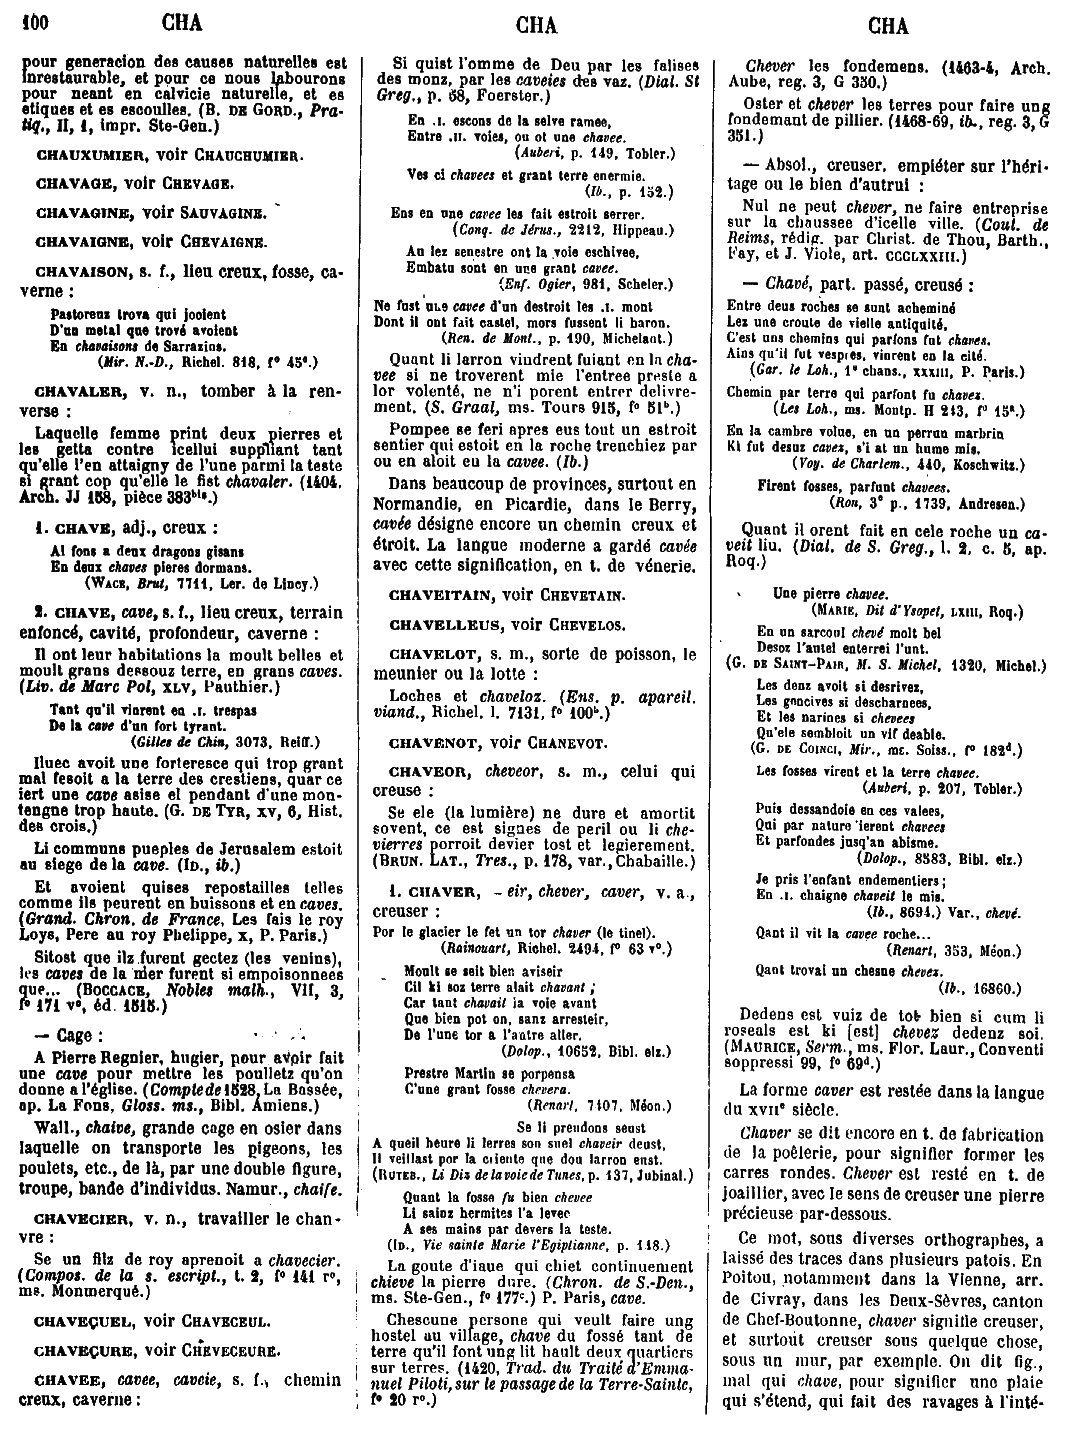 100 CHA CHA CHA
pour generacion des causes naturelles est
inrestaurable, et pour ce nous labourons
pour neant en calvicie naturelle, et es
etiques et es escoulles. (B. DE GORD., Pra-
tiq., II, 1, impr. Ste-Gen.)
CHAUXUMIER, voir CHAUCHUMIER.
CHAVAGE, voir CHEVAGE.
CHAVAGINE, voir SAUVAGINE.
CHAVAIGNE, voir CHEVAIGNE.
CHAVAISON, s. f., lieu creux, fosse, ca-
verne :
Pastoreus trova qui jooient
D'un metal que trové avoient
En chavaisons de Sarrazins.
(Mir. N.-D., Richel. 818, f° 45d.)
CHAVALER, v. n., tomber à la ren-
verse :
Laquelle femme print deux pierres et
les getta contre icellui suppliant tant
qu'elle l'en attaigny de l'une parmi la teste
si grant cop qu'elle le fist chavaler. (1404,
Arch. JJ 158, pièce 383bis.)
1. CHAVE, adj., creux :
Al fons a deux dragons gisans
En deux chaves pieres dormans.
(WACE, Brut, 7711, Ler. de Lincy.)
2. CHAVE, cave, s. f., lieu creux, terrain
enfoncé, cavité, profondeur, caverne :
Il ont leur habitations la moult belles et
moult grans dessouz terre, en grans caves.
(Liv. de Marc Pol, XLV, Pauthier.)
Tant qu'il vinrent en .I. trespas
De la cave d'un fort tyrant.
(Gilles de Chin, 3073, Reiff.)
Iluec avoit une forteresce qui trop grant
mal fesoit a la terre des crestiens, quar ce
iert une cave asise el pendant d'une mon-
tengne trop haute. (G. DE TYR, XV, 6, Hist.
des crois.)
Li communs pueples de Jerusalem estoit
au siege de la cave. (ID., ib.)
Et avoient quises repostailles telles
comme ils peurent en buissons et en caves.
(Grand. Chron. de France, Les fais le roy
Loys, Pere au roy Phelippe, X, P. Paris.)
Sitost que ilz furent gectez (les venins),
les caves de la mer furent si empoisonnees
que... (BOCCACE, Nobles malh., VII, 3,
f° 171 v°, éd. 1515.)
— Cage :
A Pierre Regnier, hugier, pour avoir fait
une cave pour mettre les poulletz qu'on
donne a l'église. (Compte de 1528, La Bassée,
ap. La Fons, Gloss. ms., Bibl. Amiens.)
Wall., chaive, grande cage en osier dans
laquelle on transporte les pigeons, les
poulets, etc., de là, par une double figure,
troupe, bande d'individus. Namur., chaife.
CHAVECIER, v. n., travailler le chan-
vre :
Se un filz de roy aprenoit a chavecier.
(Compos. de la s. escript., t. 2, f° 141 r°,
ms. Monmerqué.)
CHAVEÇUEL, voir CHAVECEUL.
CHAVEÇURE, voir CHEVECEURE.
CHAVEE, cavee, caveie, s. f., chemin
creux, caverne :
Si quist l'omme de Deu par les falises
des monz, par les caveies des vaz. (Dial. St
Greg., p. 68, Foerster.)
En .I. escons de la selve ramee,
Entre .II. voies, ou ot une chavee.
(Auberi, p. 149, Tobler.)
Ves ci chavees et grant terre enermie.
(Ib., p. 152.)
Ens en une cavee les fait estroit serrer.
(Conq. de Jérus., 2212, Hippeau.)
Au lez senestre ont la voie eschivee,
Embatu sont en une grant cavee.
(Enf. Ogier, 981, Scheler.)
Ne fust une cavee d'un destroit les .I. mont
Dont il ont fait castel, mors fussent li baron.
(Ren. de Mont., p. 190, Michelant.)
Quant li larron vindrent fuiant en la cha-
vee si ne troverent mie l'entree preste a
lor volenté, ne n'i porent entrer delivre-
ment. (S. Graal, ms. Tours 915, f° 51b.)
Pompee se feri apres eus tout un estroit
sentier qui estoit en la roche trenchiez par
ou en aloit eu la cavee. (Ib.)
Dans beaucoup de provinces, surtout en
Normandie, en Picardie, dans le Berry,
cavée désigne encore un chemin creux et
étroit. La langue moderne a gardé cavée
avec cette signification, en t. de vénerie.
CHAVEITAIN, voir CHEVETAIN.
CHAVELLEUS, voir CHEVELOS.
CHAVELOT, s. m., sorte de poisson, le
meunier ou la lotte :
Loches et chaveloz. (Ens. p. apareil.
viand., Richel. l. 7131, f° 100b.)
CHAVENOT, voir CHANEVOT.
CHAVEOR, cheveor, s. m., celui qui
creuse :
Se ele (la lumière) ne dure et amortit
sovent, ce est signes de peril ou li che-
vierres porroit devier tost et legierement.
(BRUN. LAT., Tres., p. 178, var., Chabaille.)
1. CHAVER, - eir, chever, caver, v. a.,
creuser :
Por le glacier le fet un tor chaver (le tinel).
(Rainouart, Richel. 2494, f° 63 v°.)
Moult se seit bien aviseir
Cil ki soz terre alait chavant ;
Car tant chavait la voie avant
Que bien pot on, sanz arresteir,
De l'une tor a l'autre aller.
(Dolop., 10652, Bibl. elz.)
Prestre Martin se porpensa
C'une grant fosse chevera.
(Renart, 7407, Méon.)
Se li preudons seust
A queil heure li lerres son suel chaveir deust,
Il veillast por la criente que dou larron eust.
(RUTEB., Li Diz de la voie de Tunes, p. 137, Jubinal.)
Quant la fosse fu bien chevee
Li sainz hermites l'a levee
A ses mains par devers la teste.
(ID., Vie sainte Marie l'Egiptianne, p. 148.)
La goute d'iaue qui chiet continuement
chieve la pierre dure. (Chron. de S.-Den.,
ms. Ste-Gen., f° 177c.) P. Paris, cave.
Chescune persone qui veult faire ung
hostel au village, chave du fossé tant de
terre qu'il font ung lit hault deux quartiers
sur terres. (1420, Trad. du Traité d'Emma-
nuel Piloti, sur le passage de la Terre-Sainte,
f° 20 r°.)
Chever les fondemens. (1463-4, Arch.
Aube, reg. 3, G 330.)
Oster et chever les terres pour faire ung
fondemant de pillier. (1468-69, ib., reg. 3, G
351.)
— Absol., creuser, empiéter sur l'héri-
tage ou le bien d'autrui :
Nul ne peut chever, ne faire entreprise
sur la chaussee d'icelle ville. (Cout. de
Reims, rédig. par Christ. de Thou, Barth.,
Fay, et J. Viole, art. CCCLXXIII.)
— Chavé, part. passé, creusé :
Entre deus roches se sunt acheminé
Lez une croute de vielle antiquité,
C'est uns chemins qui parfons fut chaves.
Ains qu'il fut vespres, vinrent en la cité.
(Gar. le Loh., 1e chans., XXXIII, P. Paris.)
Chemin par terre qui parfont fu chavez.
(Les Loh., ms. Montp. H 243, f° 15a.)
En la cambre volue, en un perrun marbrin
Ki fut desuz cavez, s'i at un hume mis.
(Voy. de Charlem., 440, Koschwitz.)
Firent fosses, parfunt chavees.
(Rou, 3e p., 1739, Andresen.)
Quant il orent fait en cele roche un ca-
veit liu. (Dial. de S. Greg., l. 2, c. 5, ap.
Roq.)
Une pierre chavee.
(MARIE, Dit d'Ysopet, LXIII, Roq.)
En un sarcoul chevé molt bel
Desoz l'autel enterrei l'unt.
(G. DE SAINT-PAIR, M. S. Michel, 1320, Michel.)
Les denz avoit si desrivez,
Les gencives si descharnees,
Et les narines si chevees
Qu'ele sembloit un vif deable.
(G. DE COINCI, Mir., ms. Soiss., f° 182d.)
Les fosses virent et la terre chavee.
(Auberi, p. 207, Tobler.)
Puis dessandoie en ces valees,
Qui par nature ierent chavees
Et parfondes jusq'an abisme.
(Dolop., 8583, Bibl. elz.)
Je pris l'enfant endementiers ;
En .I. chaigne chaveit le mis.
(Ib., 8694.) Var., chevé.
Qant il vit la cavee roche...
(Renart, 353, Méon.)
Qant trovai un chesne chevez.
(Ib., 16860.)
Dedens est vuiz de tot bien si cum li
roseals est ki [est] chevez dedenz soi.
(MAURICE, Serm., ms. Flor. Laur., Conventi
soppressi 99, f° 69d.)
La forme caver est restée dans la langue
du XVIIe siècle.
Chaver se dit encore en t. de fabrication
de la poêlerie, pour signifier former les
carres rondes. Chever est resté en t. de
joaillier, avec le sens de creuser une pierre
précieuse par-dessous.
Ce mot, sous diverses orthographes, a
laissé des traces dans plusieurs patois. En
Poitou, notamment dans la Vienne, arr.
de Civray, dans les Deux-Sèvres, canton
de Chef-Boutonne, chaver signifie creuser,
et surtout creuser sous quelque chose,
sous un mur, par exemple. On dit fig.,
mal qui chave, pour signifier une plaie
qui s'étend, qui fait des ravages à l'inté-